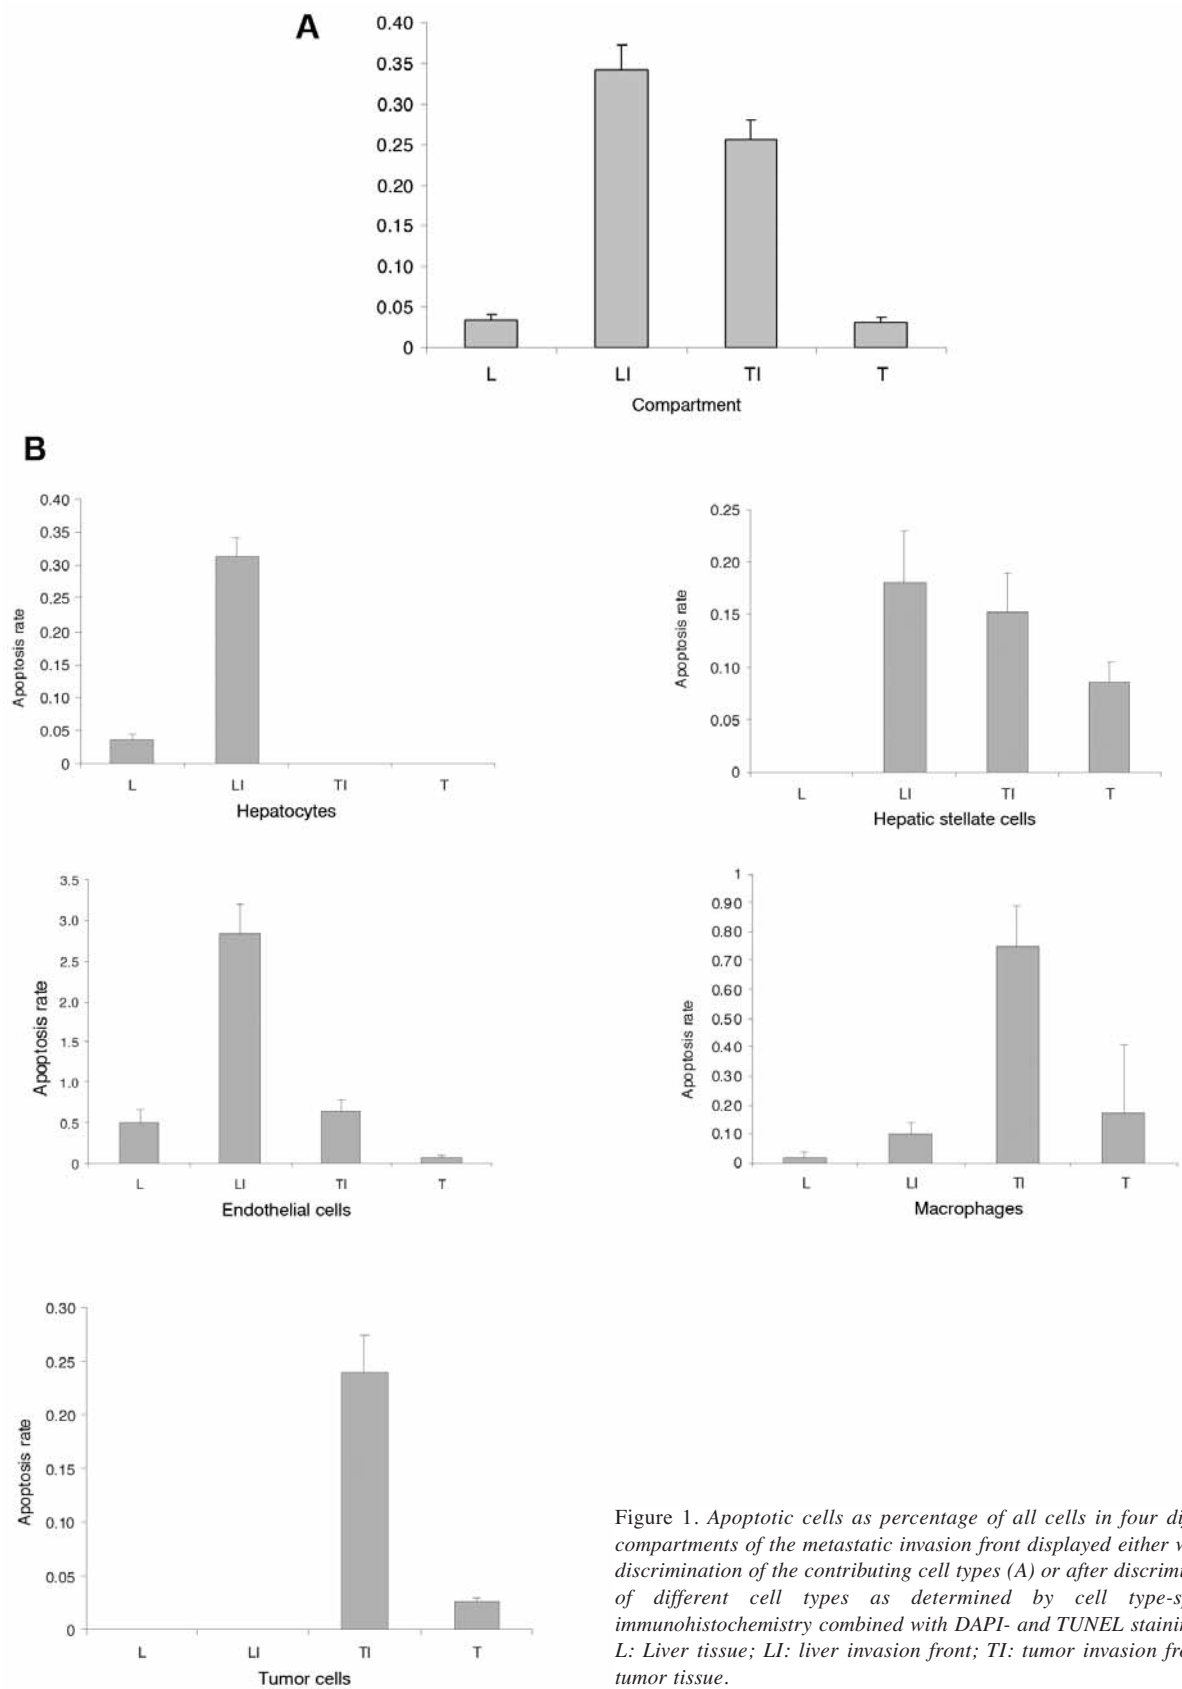 A
0.40
0.35
0.30
0.25
0.20
0.15
0.10
0.05
0
L LI TI T
Compartment
B
0.40
0.35
0.30
0.25
0.20
0.15
0.10
0.05
0
Apoptosis rate
L LI TI T
Hepatocytes
0.25
0.20
0.15
0.10
0.05
0
Apoptosis rate
L LI TI T
Hepatic stellate cells
3.5
3.0
2.5
2.0
1.5
1.0
0.5
0
Apoptosis rate
L LI TI T
Endothelial cells
1
0.90
0.80
0.70
0.60
0.50
0.40
0.30
0.20
0.10
0
Apoptosis rate
L LI TI T
Macrophages
0.30
0.25
0.20
0.15
0.10
0.05
0
Apoptosis rate
L LI TI T
Tumor cells
Figure 1. Apoptotic cells as percentage of all cells in four
compartments of the metastatic invasion front displayed either
discrimination of the contributing cell types (A) or after
of different cell types as determined by cell
immunohistochemistry combined with DAPI- and TUNEL
L: Liver tissue; LI: liver invasion front; TI: tumor invasion
tumor tissue.